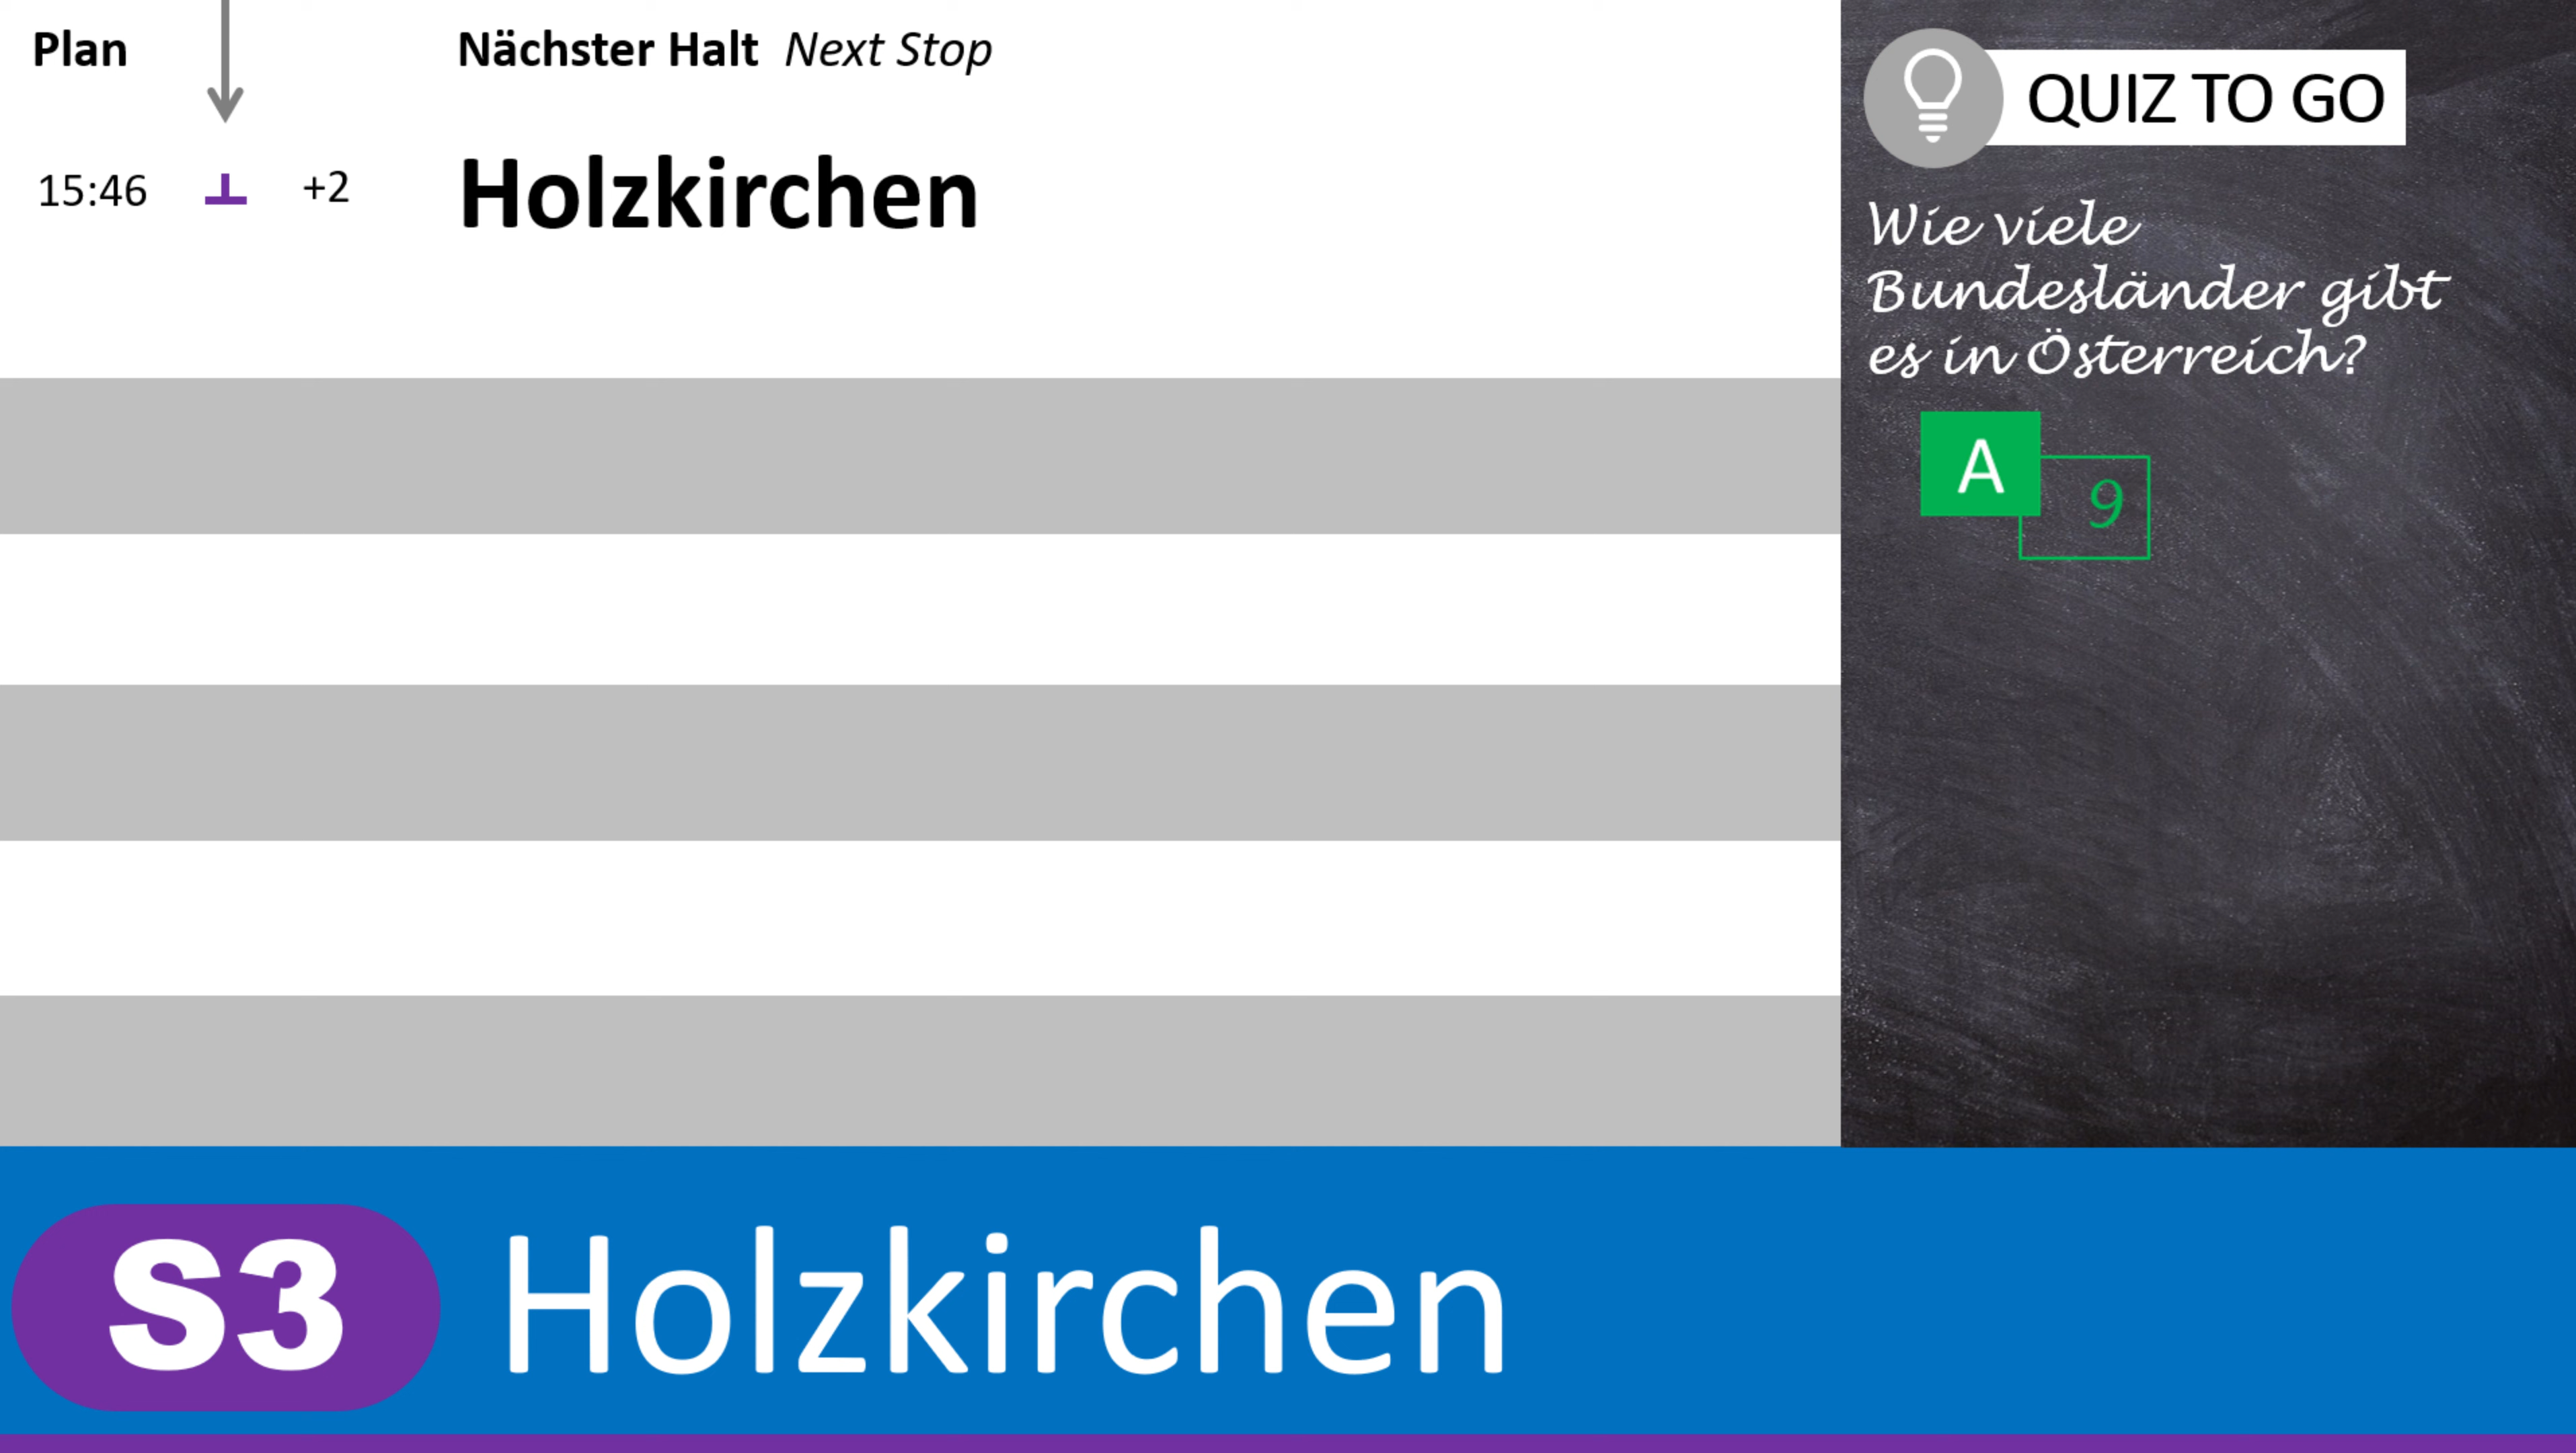 Plan
Nächster Halt Next Stop
15:46 +2 Holzkirchen
QUIZ TO GO
Wie viele
Bundesländer gibt
es in Österreich?
A
9
S3 Holzkirchen